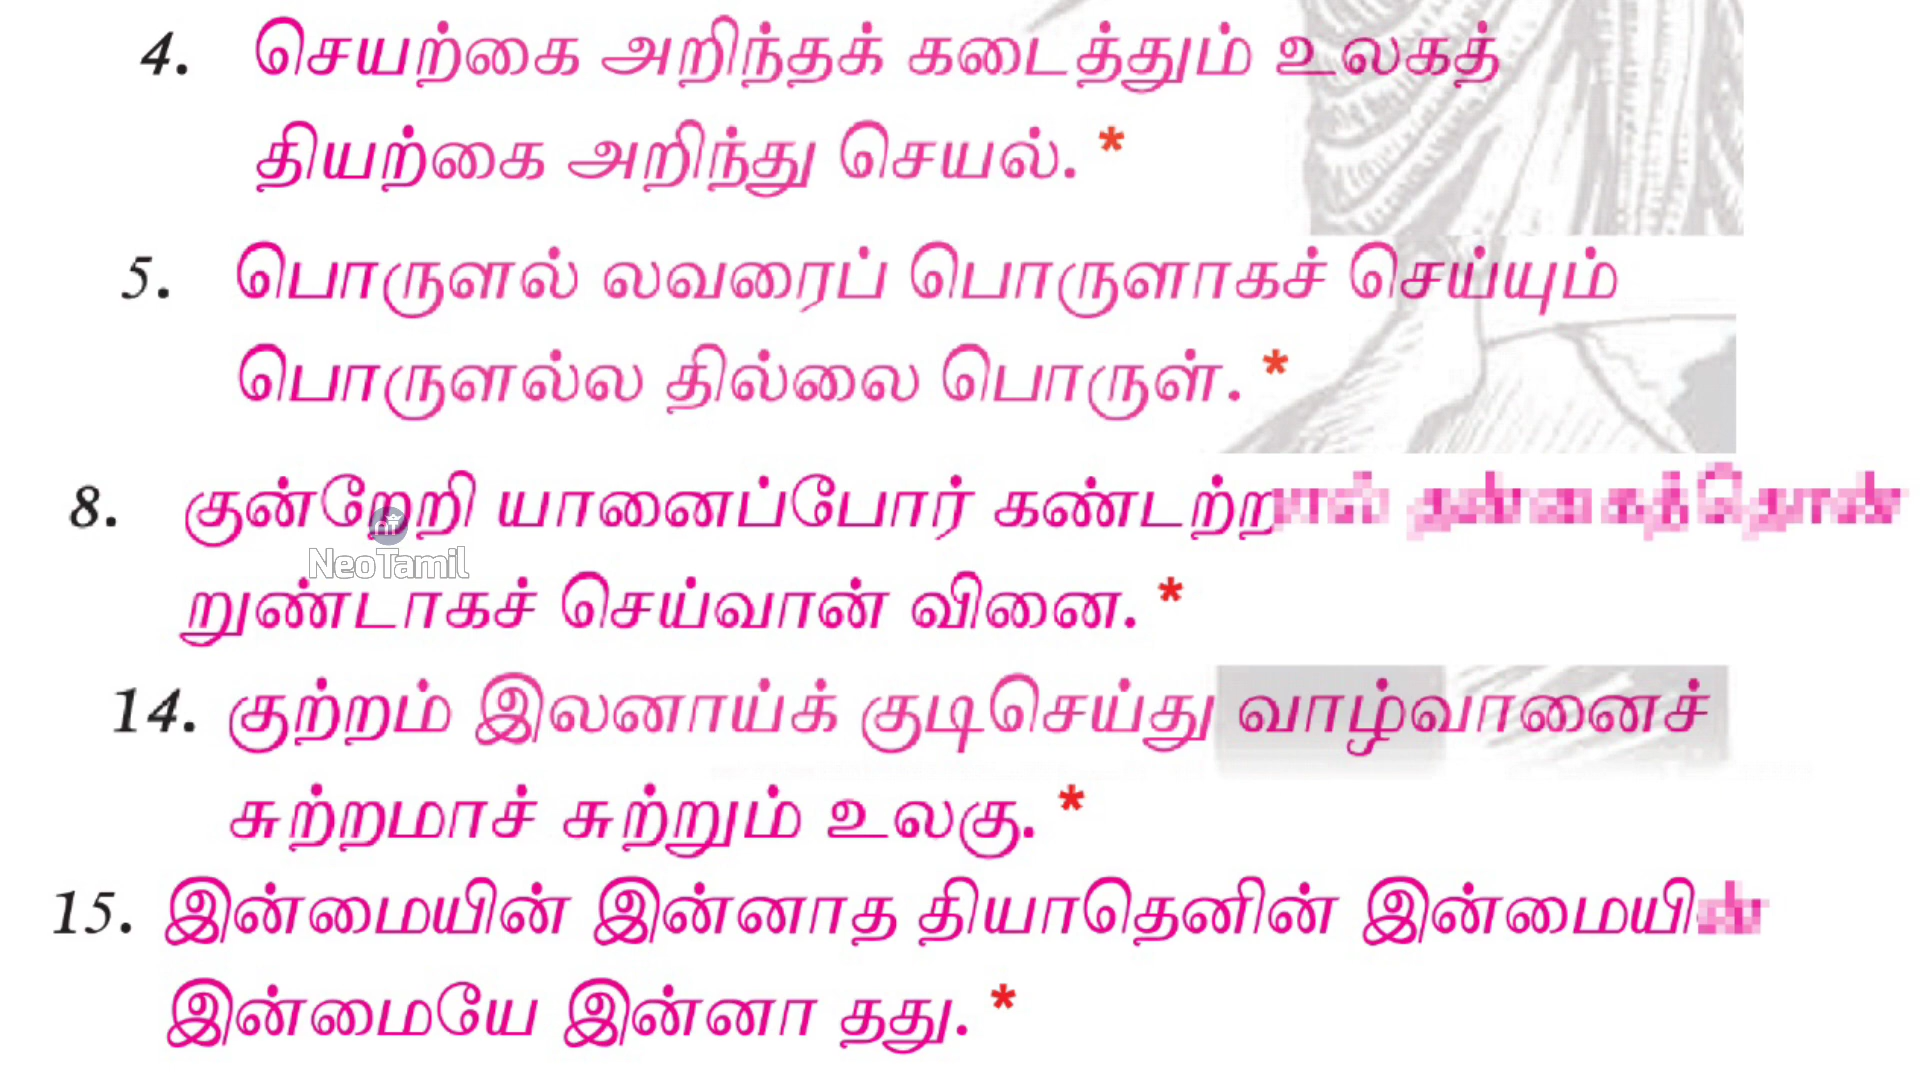 4. செயற்கை அறிந்தக் கடைத்தும் உலகத்
தியற்கை அறிந்து செயல். *
5. பொருளல் லவரைப் பொருளாகச் செய்யும்
பொருளல்ல தில்லை பொருள். *
8. குன்றேறி யானைப்போர் கண்டற்றால் தன்கைத்தொன்
NeoTamil
றுண்டாகச் செய்வான் வினை. *
14. குற்றம் இலனாய்க் குடிசெய்து வாழ்வானைச்
சுற்றமாச் சுற்றும் உலகு. *
15. இன்மையின் இன்னாத தியாதெனின் இன்மையின்
இன்மையே இன்னா தது. *